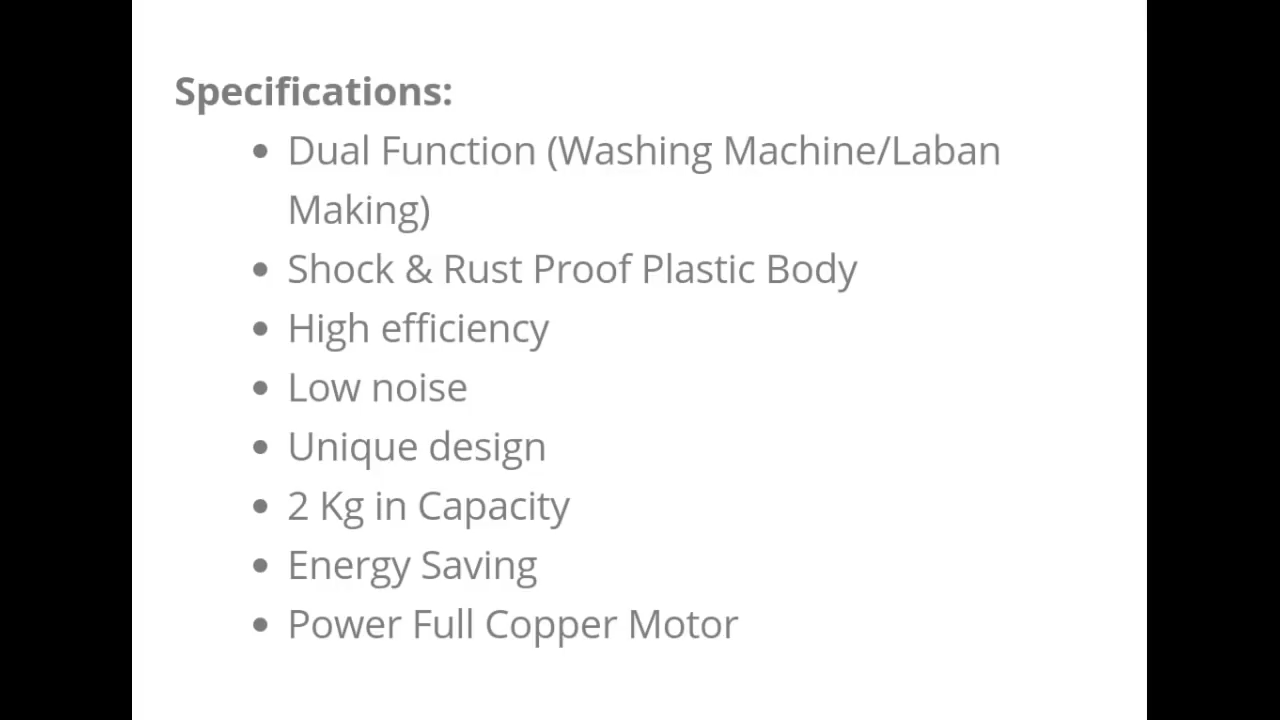 Specifications:
• Dual Function (Washing Machine/Laban
Making)
• Shock & Rust Proof Plastic Body
• High efficiency
• Low noise
• Unique design
• 2 Kg in Capacity
• Energy Saving
• Power Full Copper Motor